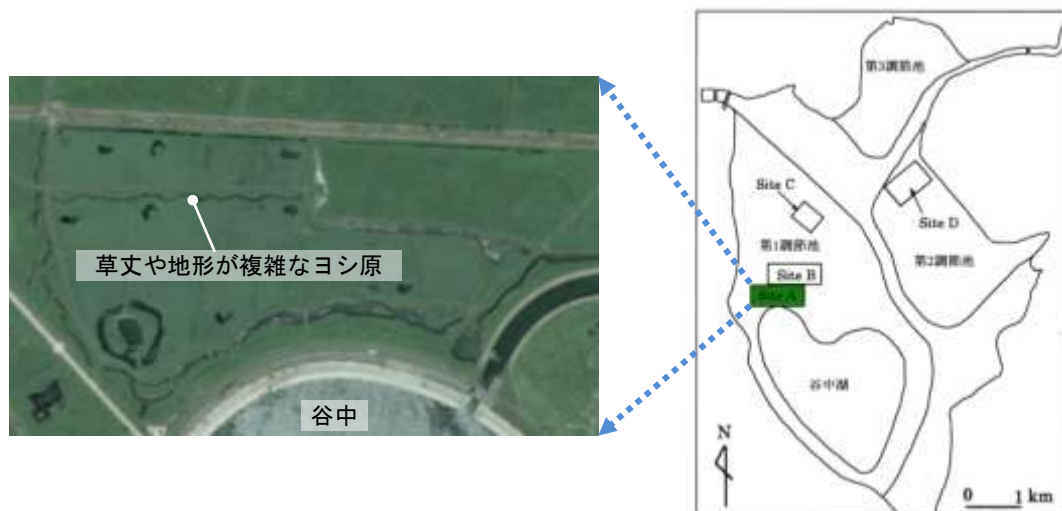 草丈や地形が複雑なヨシ原
谷中
第3調節池
Site C
Site D
第1調節池
第2調節池
Site B
Site A
谷中湖
N
0 1 km